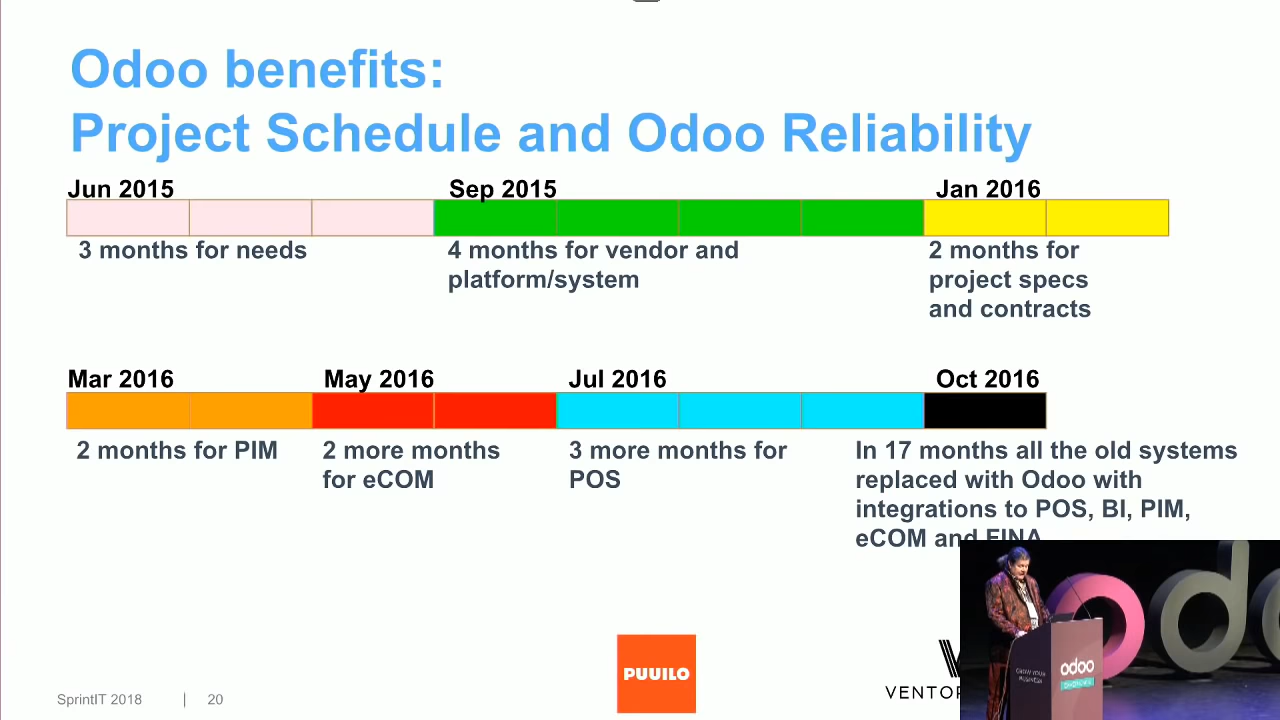 Odoo benefits:
Project Schedule and Odoo Reliability
Jun 2015
Sep 2015
Jan 2016
3 months for needs
4 months for vendor and
platform/system
2 months for
project specs
and contracts
Mar 2016
May 2016
Jul 2016
Oct 2016
2 months for PIM
2 more months
for eCOM
3 more months for
POS
In 17 months all the old systems
replaced with Odoo with
integrations to POS, BI, PIM,
eCOM and FINA
PUUILO
SprintIT 2018 | 20
GROW YOUR
BUSINESS
odoo